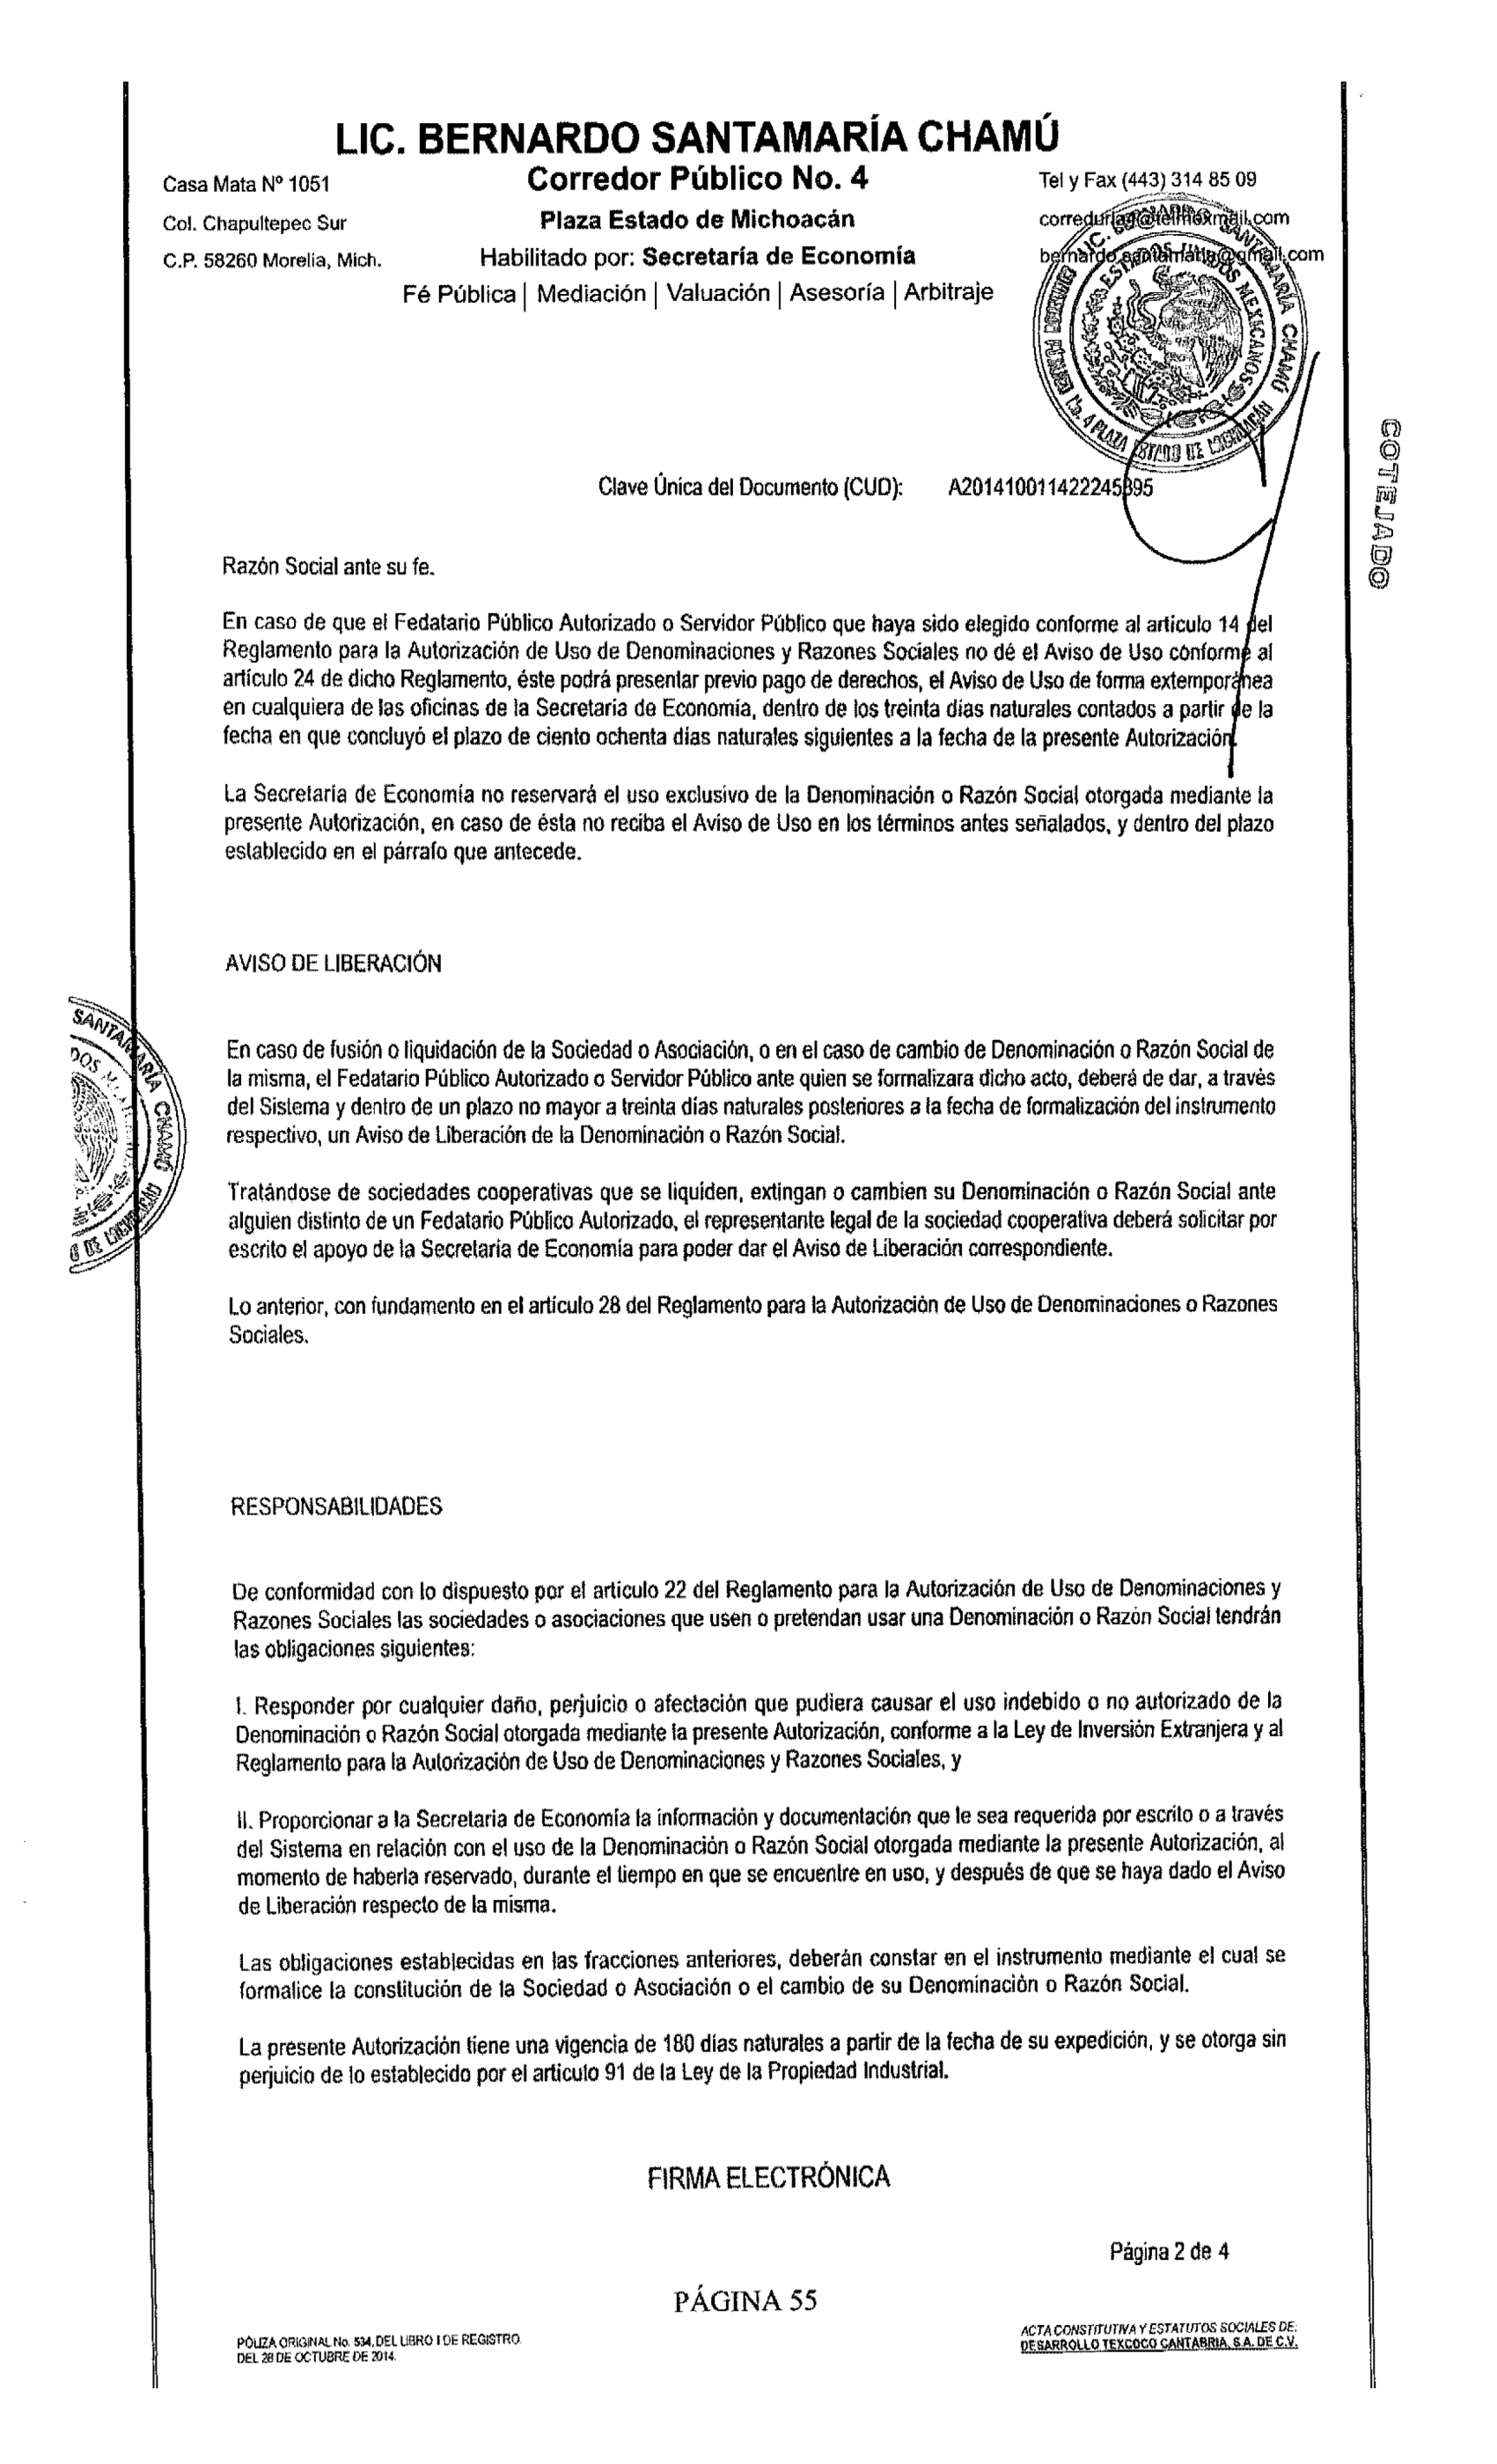 LIC. BERNARDO SANTAMARÍA CHAMÚ
Corredor Público No. 4
Plaza Estado de Michoacán
Habilitado por: Secretaría de Economía
Fé Pública | Mediación | Valuación | Asesoría | Arbitraje
Casa Mata Nº 1051
Col. Chapultepec Sur
C.P. 58260 Morelia, Mich.
Tel y Fax (443) 314 85 09
SANTAMARÍA CHAMÚ
ESTADOS UNIDOS MEXICANOS
No. 4 PLAZA ESTADO DE MICHOACÁN
COTEJADO
Clave Única del Documento (CUD): A201410011422245895
Razón Social ante su fe.
En caso de que el Fedatario Público Autorizado o Servidor Público que haya sido elegido conforme al articulo 14 del
Reglamento para la Autorización de Uso de Denominaciones y Razones Sociales no dé el Aviso de Uso conforme al
artículo 24 de dicho Reglamento, éste podrá presentar previo pago de derechos, el Aviso de Uso de forma extemporánea
en cualquiera de las oficinas de la Secretaría de Economía, dentro de los treinta días naturales contados a partir de la
fecha en que concluyó el plazo de ciento ochenta días naturales siguientes a la fecha de la presente Autorización.
La Secretaría de Economía no reservará el uso exclusivo de la Denominación o Razón Social otorgada mediante la
presente Autorización, en caso de ésta no reciba el Aviso de Uso en los términos antes señalados, y dentro del plazo
establecido en el párrafo que antecede.
AVISO DE LIBERACIÓN
SANTAMARÍA CHAMÚ
En caso de fusión o liquidación de la Sociedad o Asociación, o en el caso de cambio de Denominación o Razón Social de
la misma, el Fedatario Público Autorizado o Servidor Público ante quien se formalizara dicho acto, deberá de dar, a través
del Sistema y dentro de un plazo no mayor a treinta días naturales posteriores a la fecha de formalización del instrumento
respectivo, un Aviso de Liberación de la Denominación o Razón Social.
Tratándose de sociedades cooperativas que se liquiden, extingan o cambien su Denominación o Razón Social ante
alguien distinto de un Fedatario Público Autorizado, el representante legal de la sociedad cooperativa deberá solicitar por
escrito el apoyo de la Secretaría de Economía para poder dar el Aviso de Liberación correspondiente.
Lo anterior, con fundamento en el artículo 28 del Reglamento para la Autorización de Uso de Denominaciones o Razones
Sociales.
RESPONSABILIDADES
De conformidad con lo dispuesto por el articulo 22 del Reglamento para la Autorización de Uso de Denominaciones y
Razones Sociales las sociedades o asociaciones que usen o pretendan usar una Denominación o Razón Social tendrán
las obligaciones siguientes:
I. Responder por cualquier daño, perjuicio o afectación que pudiera causar el uso indebido o no autorizado de la
Denominación o Razón Social otorgada mediante la presente Autorización, conforme a la Ley de Inversión Extranjera y al
Reglamento para la Autorización de Uso de Denominaciones y Razones Sociales, y
II. Proporcionar a la Secretaria de Economía la información y documentación que le sea requerida por escrito o a través
del Sistema en relación con el uso de la Denominación o Razón Social otorgada mediante la presente Autorización, al
momento de haberla reservado, durante el tiempo en que se encuentre en uso, y después de que se haya dado el Aviso
de Liberación respecto de la misma.
Las obligaciones establecidas en las fracciones anteriores, deberán constar en el instrumento mediante el cual se
formalice la constitución de la Sociedad o Asociación o el cambio de su Denominación o Razón Social.
La presente Autorización tiene una vigencia de 180 días naturales a partir de la fecha de su expedición, y se otorga sin
perjuicio de lo establecido por el artículo 91 de la Ley de la Propiedad Industrial.
FIRMA ELECTRÓNICA
Página 2 de 4
PÁGINA 55
PÓLIZA ORIGINAL No. 534, DEL LIBRO I DE REGISTRO.
DEL 28 DE OCTUBRE DE 2014.
ACTA CONSTITUTIVA Y ESTATUTOS SOCIALES DE:
DESARROLLO TEXCOCO CANTABRIA, S.A. DE C.V.